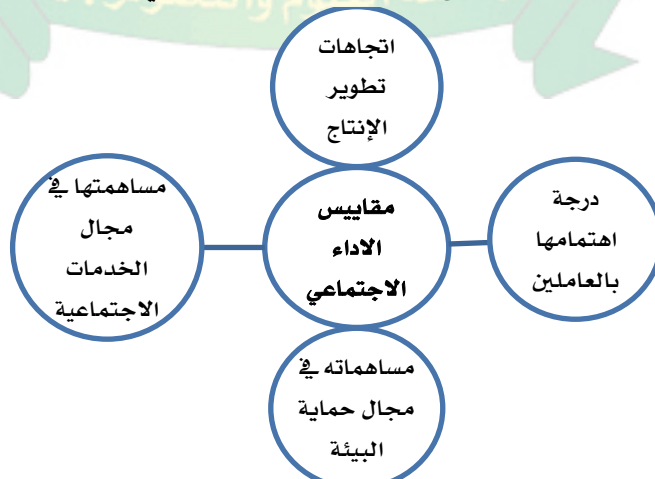 اتجاهات
تطوير
الإنتاج
درجة
اهتمامها
بالعاملين
مقاييس
الاداء
الاجتماعي
مساهمتها في
مجال
الخدمات
الاجتماعية
مساهماته في
مجال حماية
البيئة